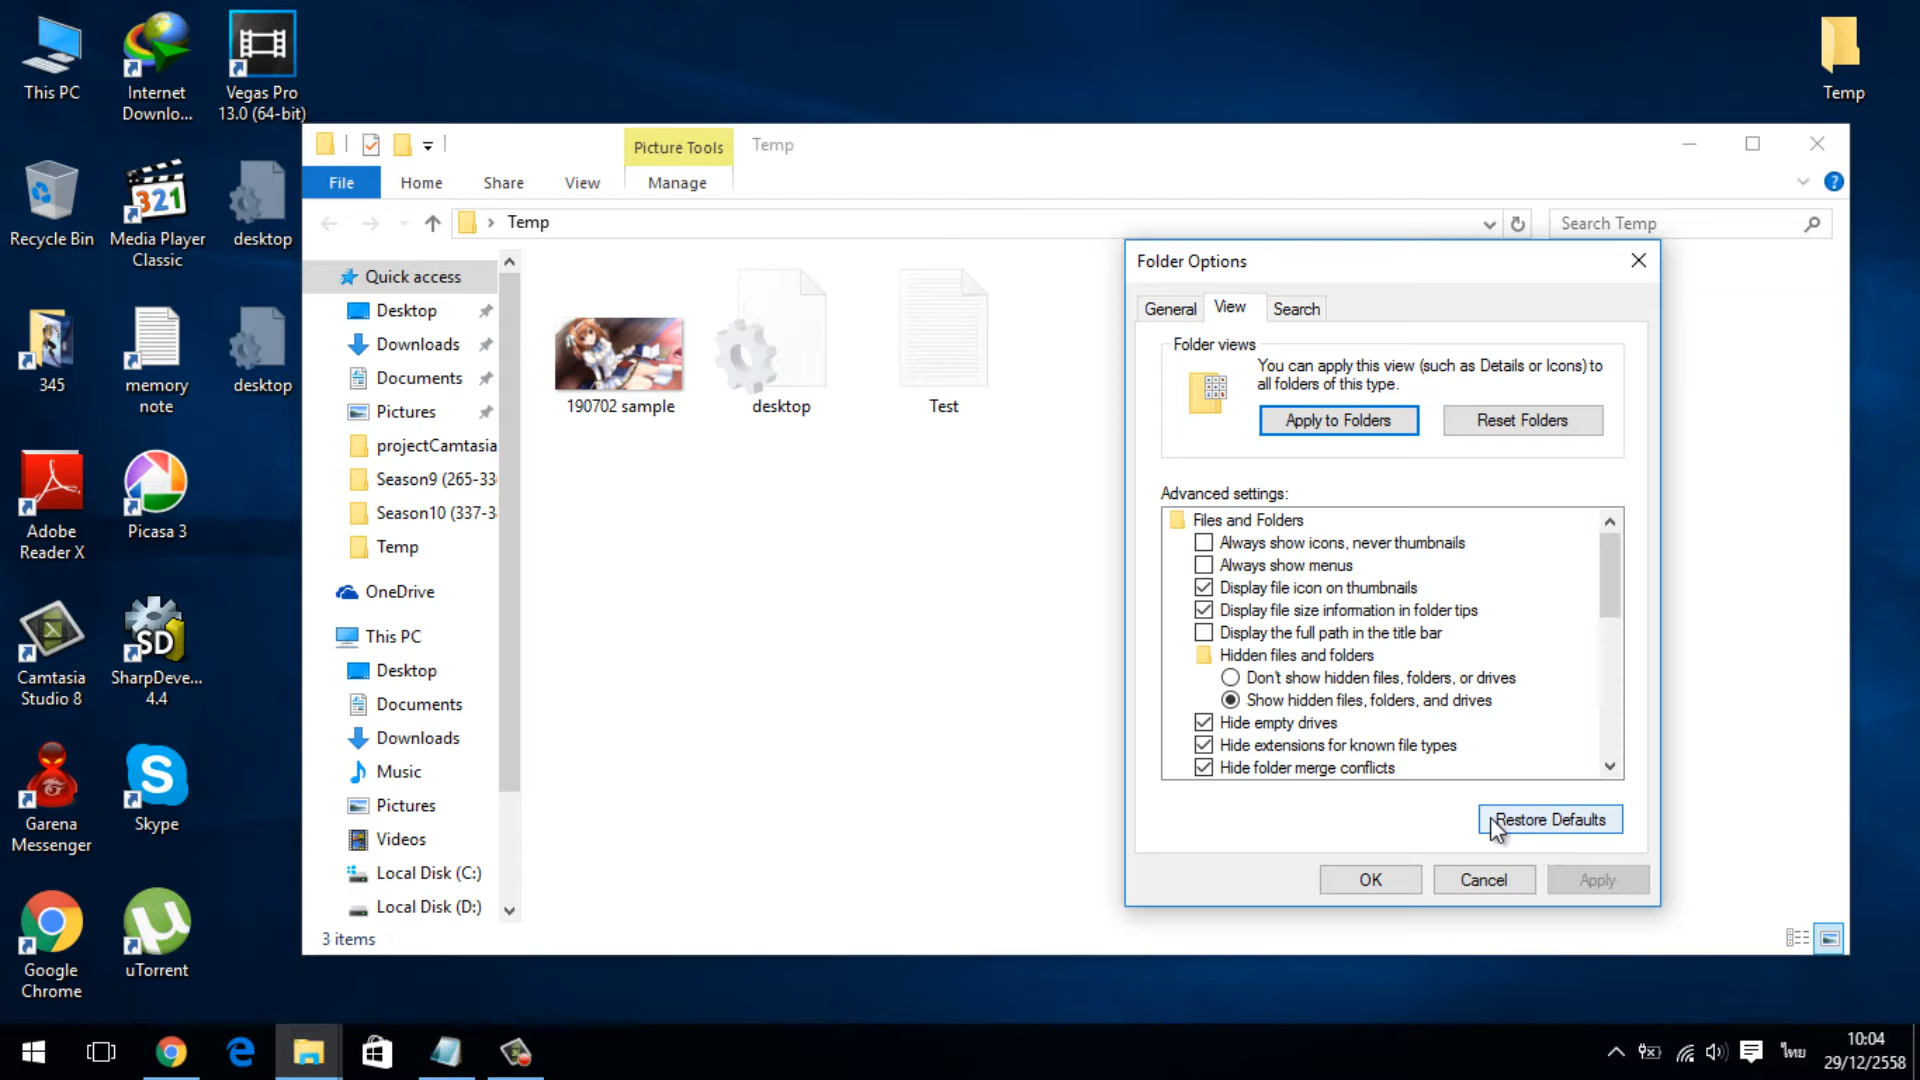 This PC
Internet
Downlo...
Vegas Pro
13.0 (64-bit)
Temp
Recycle Bin
321
Media Player
Classic
desktop
345
memory
note
desktop
Adobe
Reader X
Picasa 3
Camtasia
Studio 8
SD
SharpDeve...
4.4
Garena
Messenger
Skype
Google
Chrome
uTorrent
Picture Tools
Temp
File
Home
Share
View
Manage
Temp
Search Temp
Quick access
Desktop
Downloads
Documents
Pictures
projectCamtasia
Season9 (265-33
Season10 (337-3
Temp
OneDrive
This PC
Desktop
Documents
Downloads
Music
Pictures
Videos
Local Disk (C:)
Local Disk (D:)
190702 sample
desktop
Test
3 items
Folder Options
General
View
Search
Folder views
You can apply this view (such as Details or Icons) to
all folders of this type.
Apply to Folders
Reset Folders
Advanced settings:
Files and Folders
Always show icons, never thumbnails
Always show menus
Display file icon on thumbnails
Display file size information in folder tips
Display the full path in the title bar
Hidden files and folders
Don't show hidden files, folders, or drives
Show hidden files, folders, and drives
Hide empty drives
Hide extensions for known file types
Hide folder merge conflicts
Restore Defaults
OK
Cancel
Apply
ไทย
10:04
29/12/2558